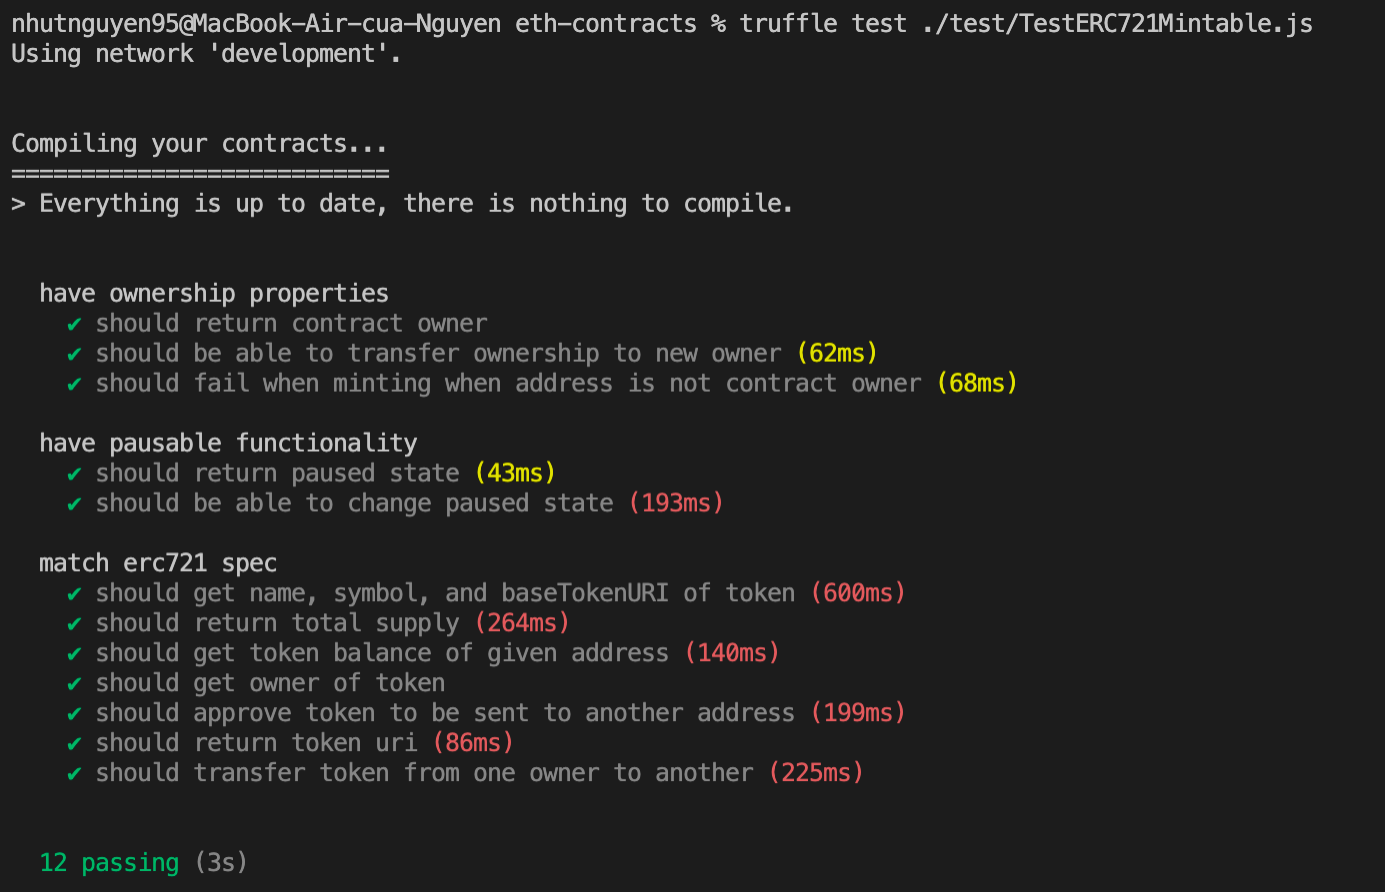 nhutnguyen95@MacBook-Air-cua-Nguyen eth-contracts % truffle test ./test/TestERC721Mintable.js
Using network 'development'.
Compiling your contracts...
===========================
> Everything is up to date, there is nothing to compile.
have ownership properties
✔ should return contract owner
✔ should be able to transfer ownership to new owner (62ms)
✔ should fail when minting when address is not contract owner (68ms)
have pausable functionality
✔ should return paused state (43ms)
✔ should be able to change paused state (193ms)
match erc721 spec
✔ should get name, symbol, and baseTokenURI of token (600ms)
✔ should return total supply (264ms)
✔ should get token balance of given address (140ms)
✔ should get owner of token
✔ should approve token to be sent to another address (199ms)
✔ should return token uri (86ms)
✔ should transfer token from one owner to another (225ms)
12 passing (3s)